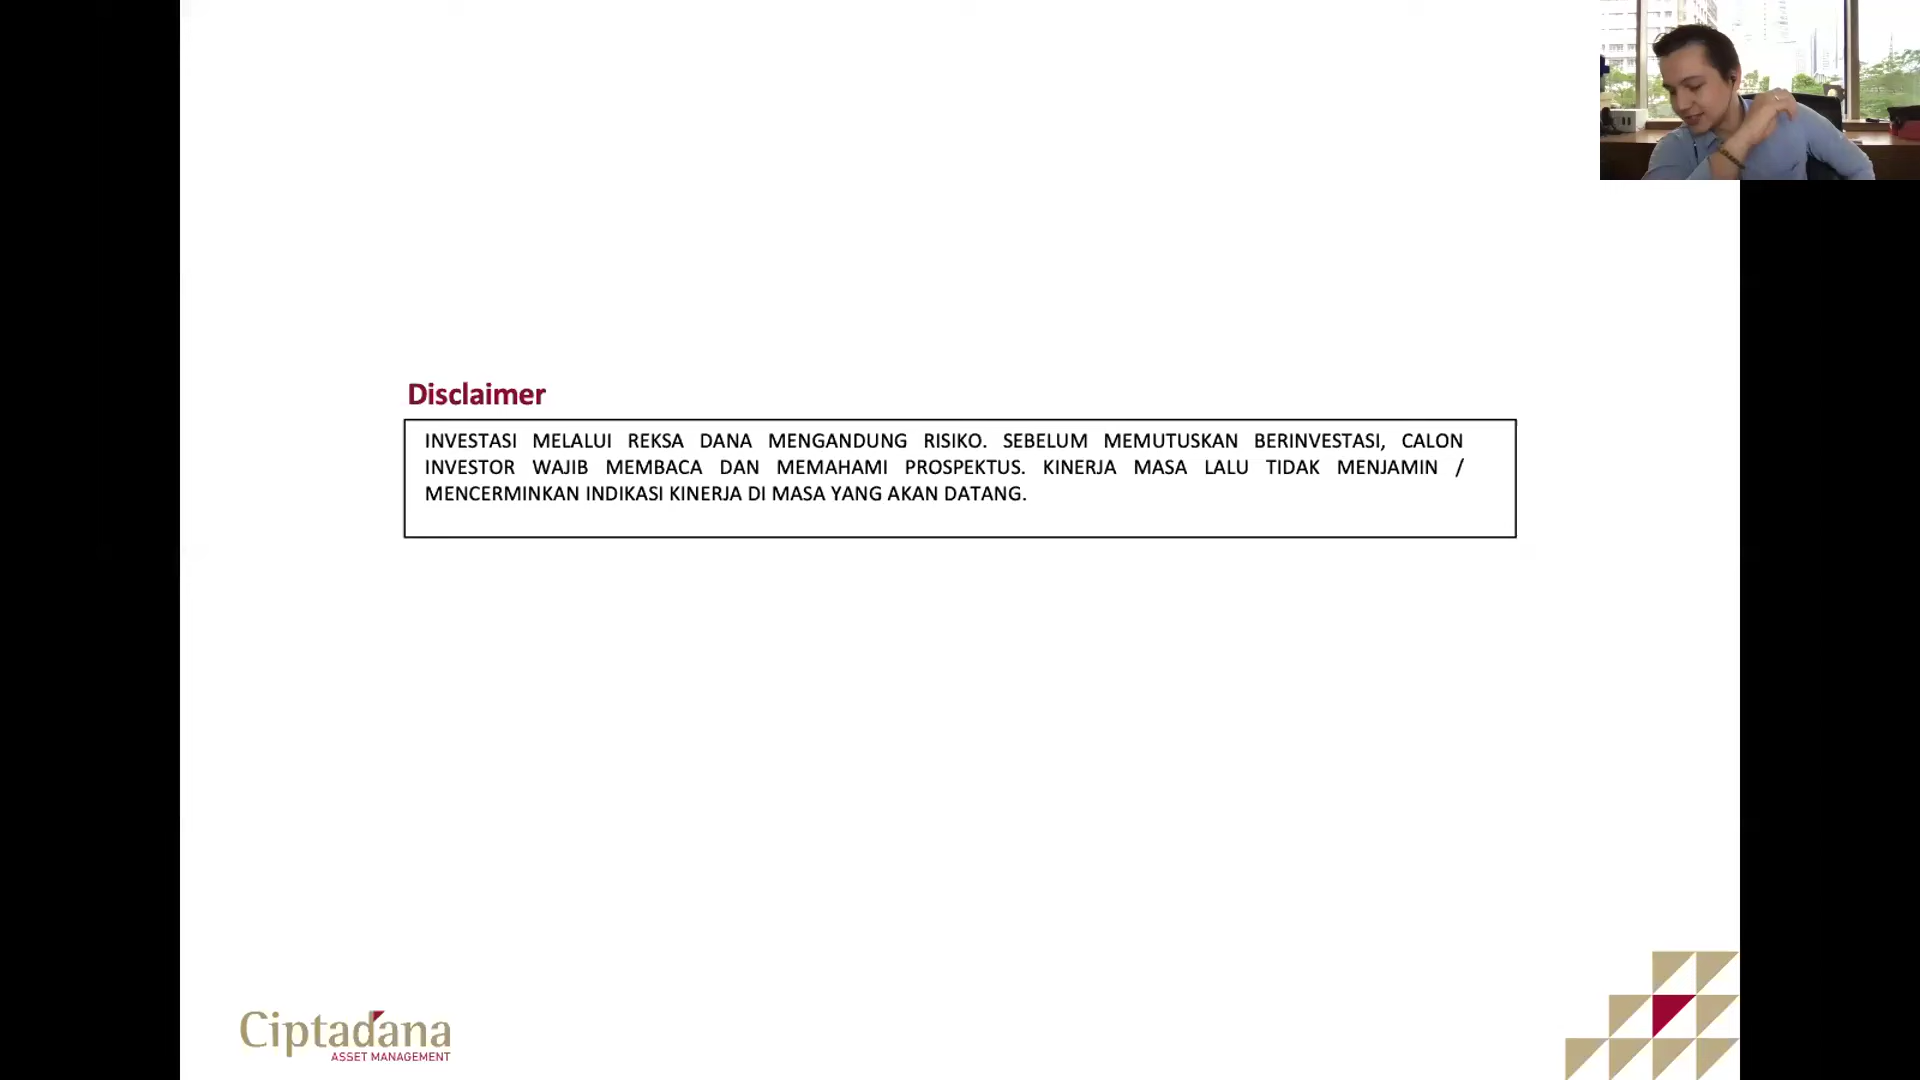 Disclaimer
INVESTASI MELALUI REKSA DANA MENGANDUNG RISIKO. SEBELUM MEMUTUSKAN BERINVESTASI, CALON
INVESTOR WAJIB MEMBACA DAN MEMAHAMI PROSPEKTUS. KINERJA MASA LALU TIDAK MENJAMIN /
MENCERMINKAN INDIKASI KINERJA DI MASA YANG AKAN DATANG.
Ciptadana
ASSET MANAGEMENT